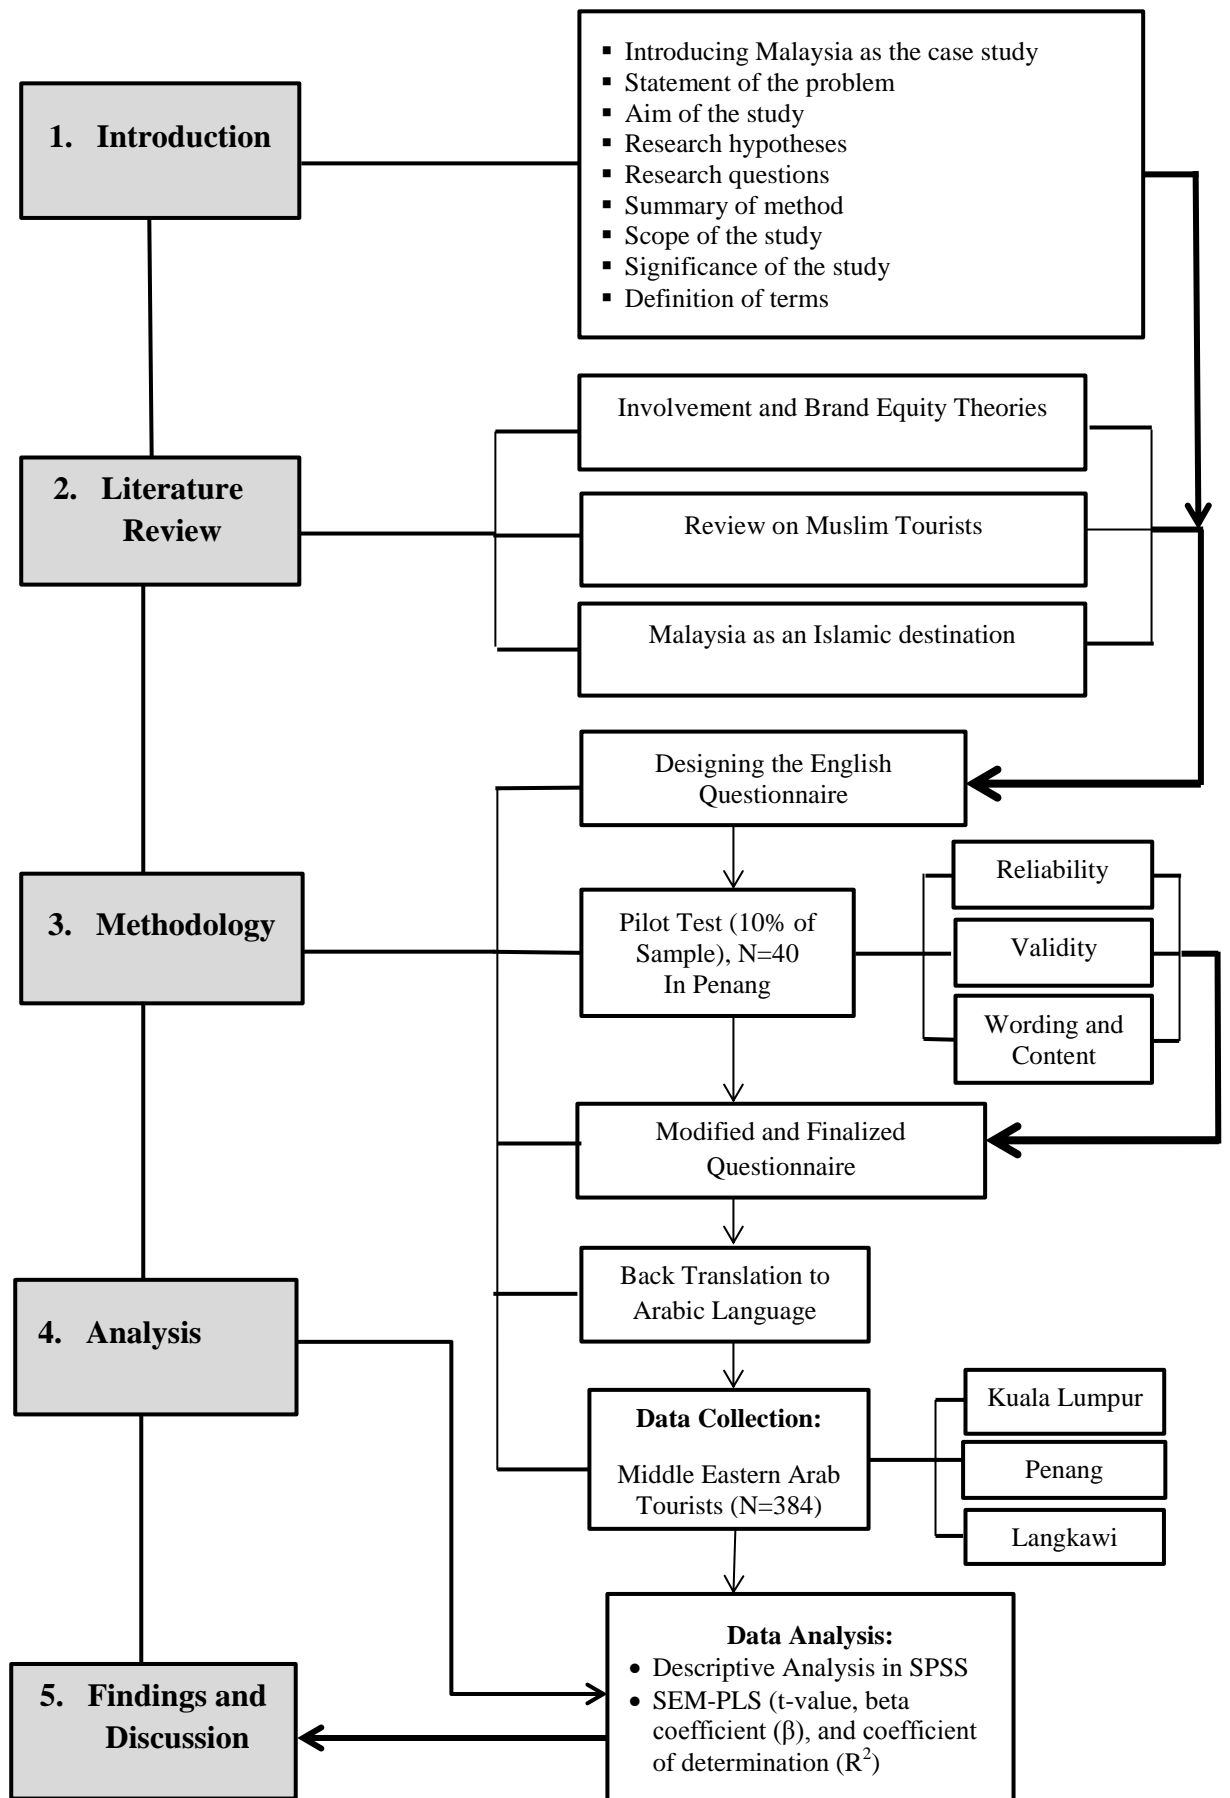 1. Introduction
▪ Introducing Malaysia as the case study
▪ Statement of the problem
▪ Aim of the study
▪ Research hypotheses
▪ Research questions
▪ Summary of method
▪ Scope of the study
▪ Significance of the study
▪ Definition of terms
2. Literature
Review
Involvement and Brand Equity Theories
Review on Muslim Tourists
Malaysia as an Islamic destination
3. Methodology
Designing the English
Questionnaire
Pilot Test (10% of
Sample), N=40
In Penang
Reliability
Validity
Wording and
Content
Modified and Finalized
Questionnaire
Back Translation to
Arabic Language
Data Collection:
Middle Eastern Arab
Tourists (N=384)
Kuala Lumpur
Penang
Langkawi
4. Analysis
Data Analysis:
• Descriptive Analysis in SPSS
• SEM-PLS (t-value, beta
coefficient (β), and coefficient
of determination (R²)
5. Findings and
Discussion